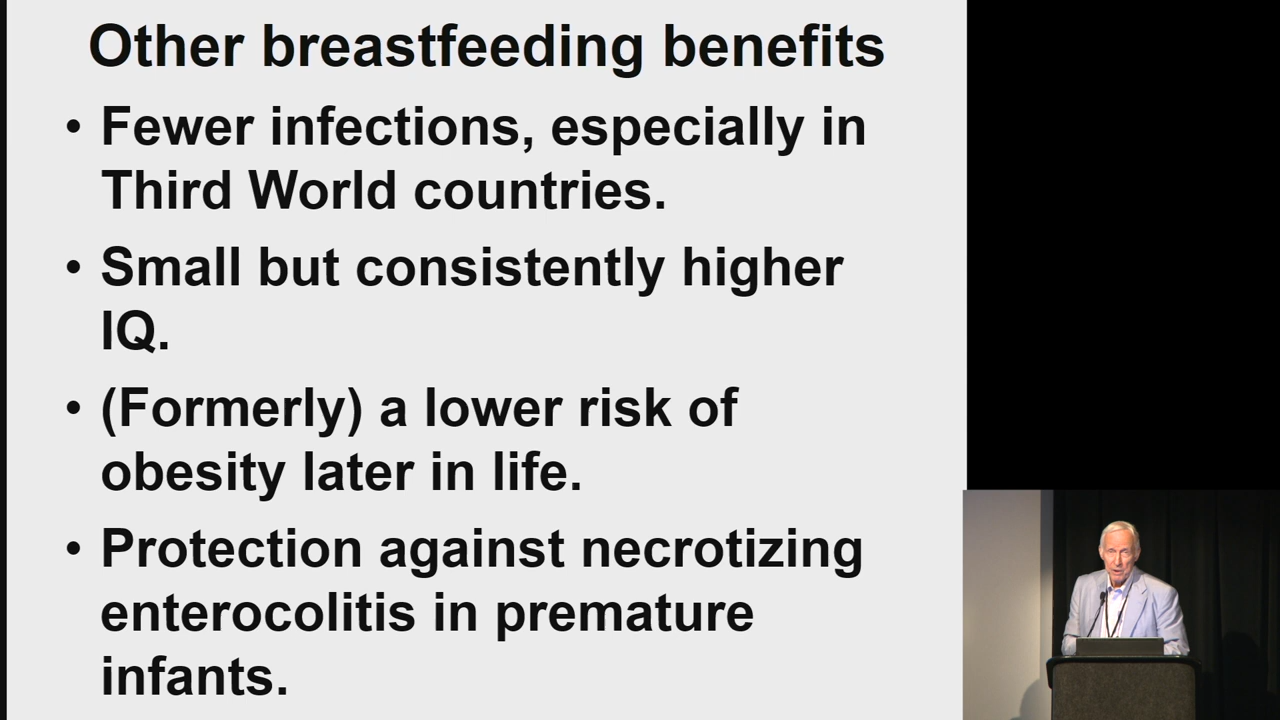 Other breastfeeding benefits
• Fewer infections, especially in
Third World countries.
• Small but consistently higher
IQ.
• (Formerly) a lower risk of
obesity later in life.
• Protection against necrotizing
enterocolitis in premature
infants.